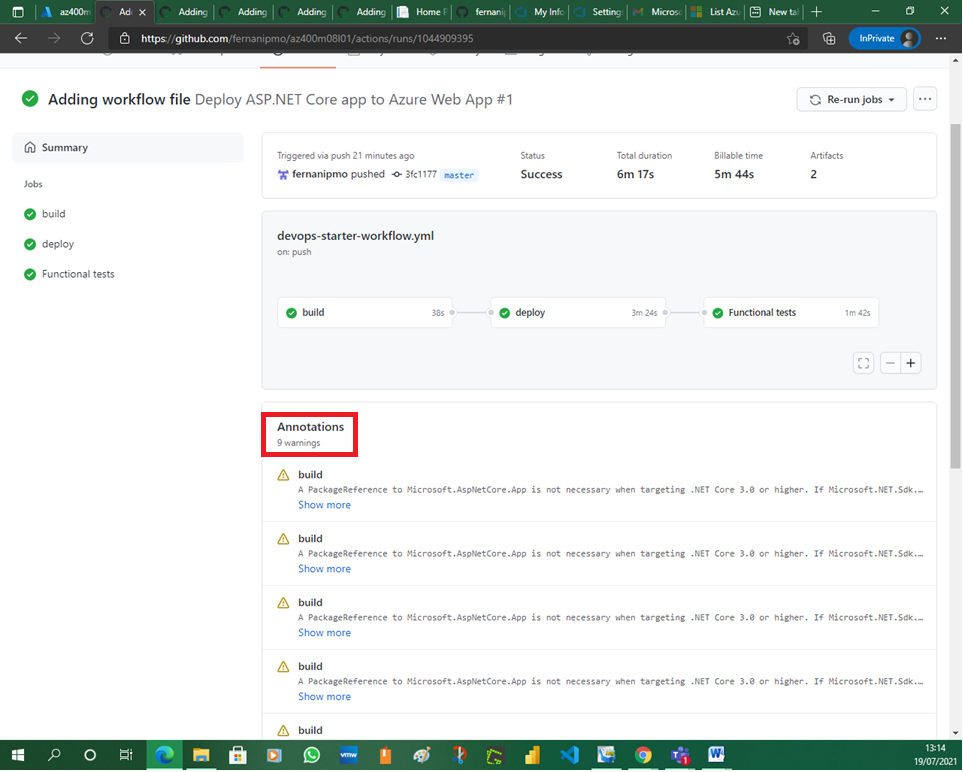 az400m
Ad
Adding
Adding
Adding
Adding
Home P
fernani
My Info
Setting
Microso
List Azu
New tal
https://github.com/fernanipmo/az400m08l01/actions/runs/1044909395
InPrivate
Adding workflow file Deploy ASP.NET Core app to Azure Web App #1
Re-run jobs
Summary
Jobs
build
deploy
Functional tests
Triggered via push 21 minutes ago
fernanipmo pushed 3fc1177 master
Status
Success
Total duration
6m 17s
Billable time
5m 44s
Artifacts
2
devops-starter-workflow.yml
on: push
build 38s
deploy 3m 24s
Functional tests 1m 42s
Annotations
9 warnings
build
A PackageReference to Microsoft.AspNetCore.App is not necessary when targeting .NET Core 3.0 or higher. If Microsoft.NET.Sdk.…
Show more
build
A PackageReference to Microsoft.AspNetCore.App is not necessary when targeting .NET Core 3.0 or higher. If Microsoft.NET.Sdk.…
Show more
build
A PackageReference to Microsoft.AspNetCore.App is not necessary when targeting .NET Core 3.0 or higher. If Microsoft.NET.Sdk.…
Show more
build
A PackageReference to Microsoft.AspNetCore.App is not necessary when targeting .NET Core 3.0 or higher. If Microsoft.NET.Sdk.…
Show more
build
vmw
13:14
19/07/2021